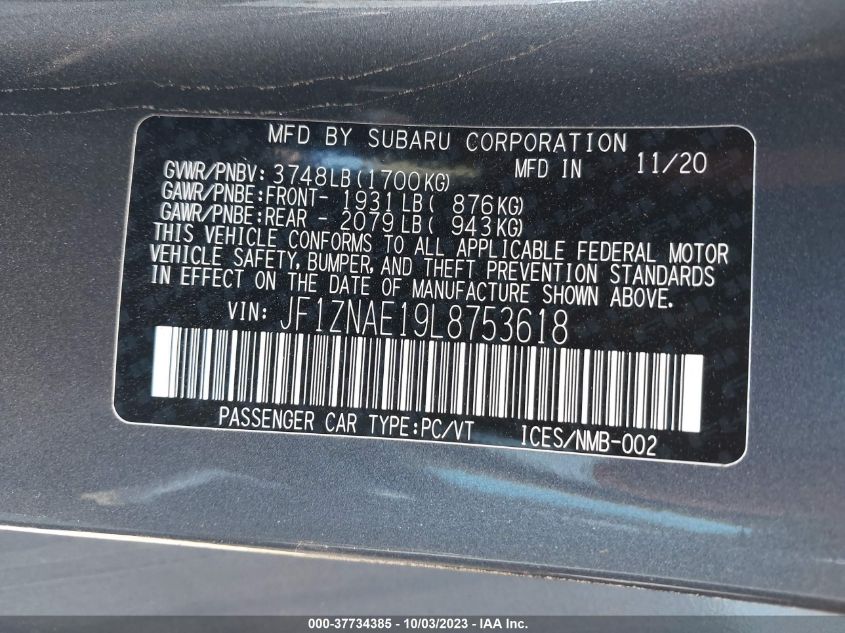 MFD BY SUBARU CORPORATION
GVWR/PNBV: 3748LB(1700KG) MFD IN 11/20
GAWR/PNBE:FRONT- 1931LB( 876KG)
GAWR/PNBE:REAR - 2079LB( 943KG)
THIS VEHICLE CONFORMS TO ALL APPLICABLE FEDERAL MOTOR
VEHICLE SAFETY, BUMPER, AND THEFT PREVENTION STANDARDS
IN EFFECT ON THE DATE OF MANUFACTURE SHOWN ABOVE.
VIN: JF1ZNAE19L8753618
PASSENGER CAR TYPE:PC/VT ICES/NMB-002
000-37734385 - 10/03/2023 - IAA Inc.